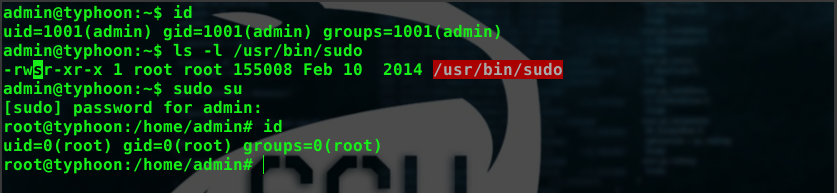 admin@typhoon:~$ id
uid=1001(admin) gid=1001(admin) groups=1001(admin)
admin@typhoon:~$ ls -l /usr/bin/sudo
-rwsr-xr-x 1 root root 155008 Feb 10  2014 /usr/bin/sudo
admin@typhoon:~$ sudo su
[sudo] password for admin:
root@typhoon:/home/admin# id
uid=0(root) gid=0(root) groups=0(root)
root@typhoon:/home/admin#